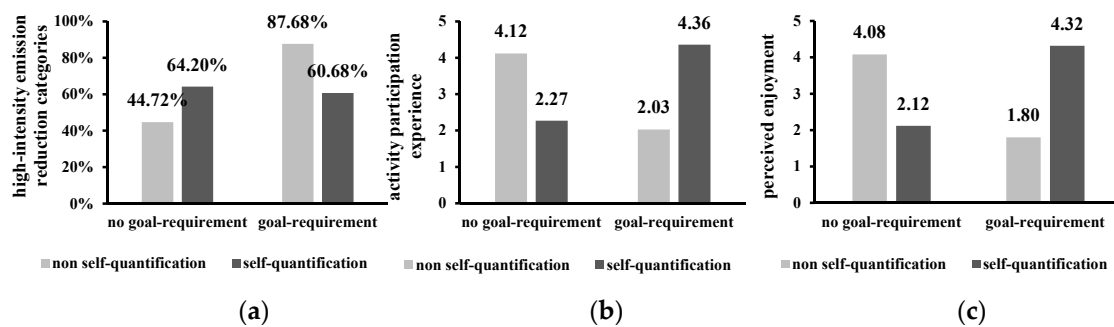 high-intensity emission
reduction categories
100%
80%
60%
40%
20%
0%
44.72%
64.20%
87.68%
60.68%
no goal-requirement
goal-requirement
non self-quantification
self-quantification
(a)
activity participation
experience
5
4
3
2
1
0
4.12
2.27
2.03
4.36
no goal-requirement
goal-requirement
non self-quantification
self-quantification
(b)
perceived enjoyment
5
4
3
2
1
0
4.08
2.12
1.80
4.32
no goal-requirement
goal-requirement
non self-quantification
self-quantification
(c)